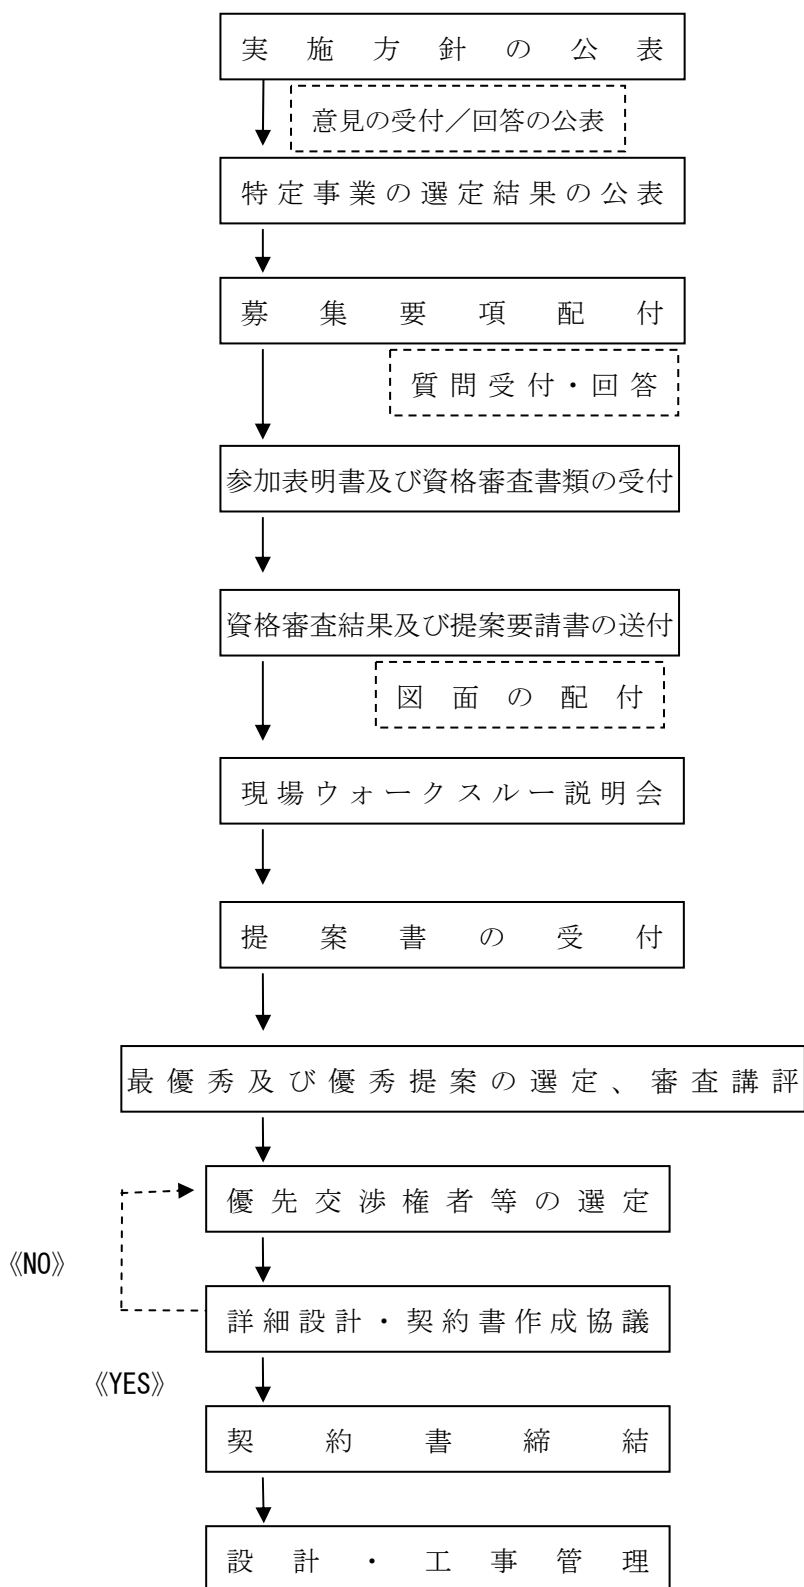 実施方針の公表
意見の受付／回答の公表
特定事業の選定結果の公表
募集要項配付
質問受付・回答
参加表明書及び資格審査書類の受付
資格審査結果及び提案要請書の送付
図面の配付
現場ウォークスルー説明会
提案書の受付
最優秀及び優秀提案の選定、審査講評
優先交渉権者等の選定
《NO》
詳細設計・契約書作成協議
《YES》
契約書締結
設計・工事管理